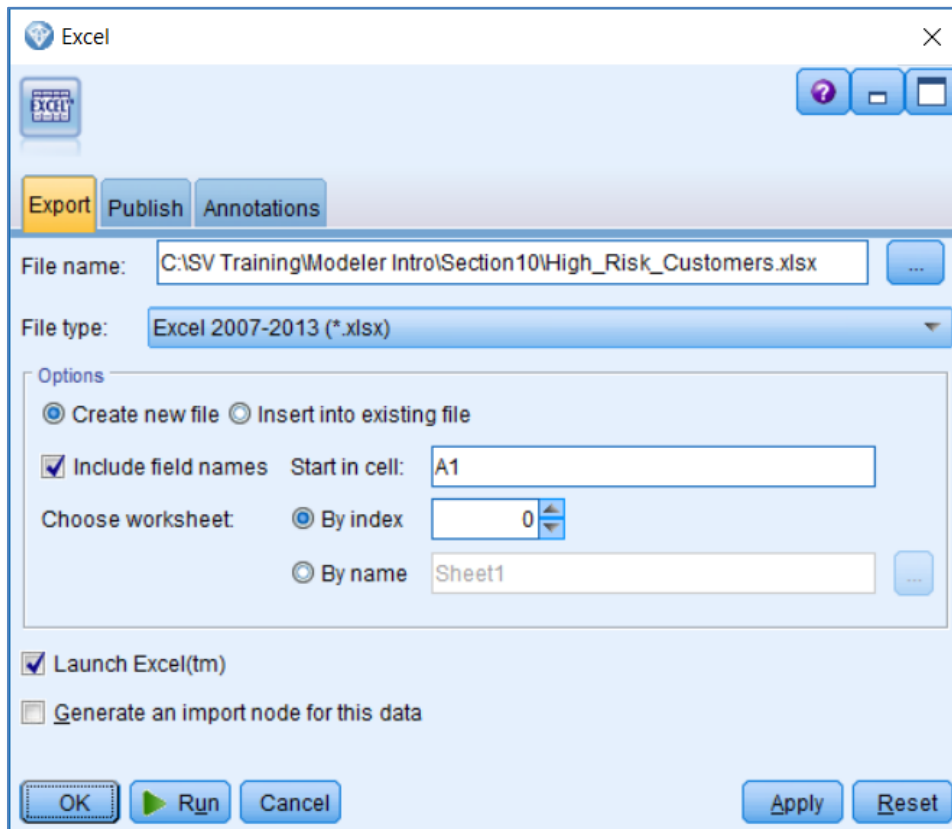 Excel
EXCEL
Export Publish Annotations
File name: C:\SV Training\Modeler Intro\Section10\High_Risk_Customers.xlsx ...
File type: Excel 2007-2013 (*.xlsx)
Options
Create new file Insert into existing file
Include field names Start in cell: A1
Choose worksheet: By index 0
By name Sheet1 ...
Launch Excel(tm)
Generate an import node for this data
OK Run Cancel Apply Reset